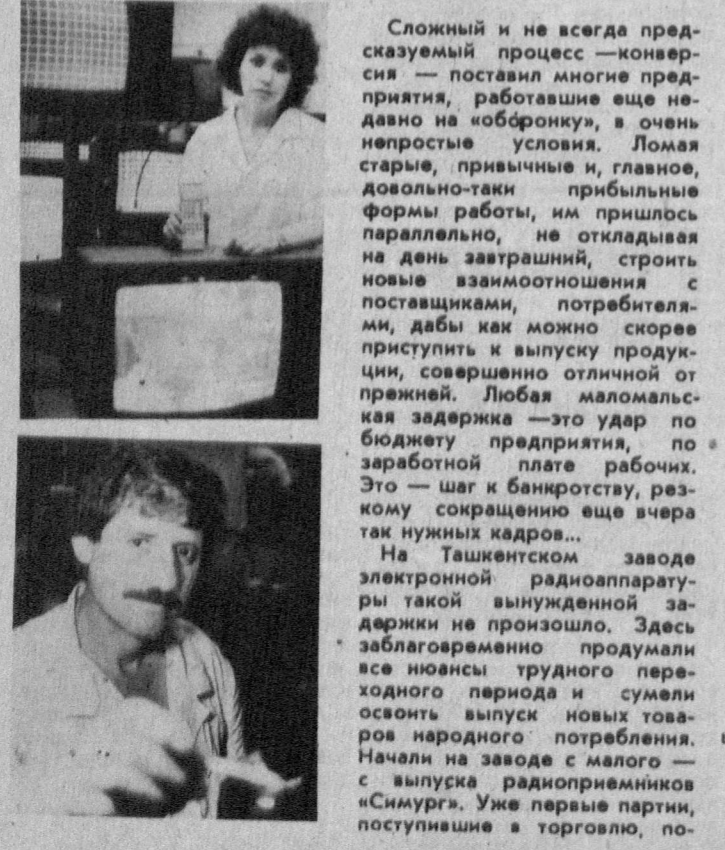 Сложный и не всегда пред-
сказуемый процесс —конвер-
сия — поставил многие пред-
приятия, работавшие еще не-
давно на «оборонку», в очень
непростые условия. Ломая
старые, привычные и, главное,
довольно-таки прибыльные
формы работы, им пришлось
параллельно, не откладывая
на день завтрашний, строить
новые взаимоотношения с
поставщиками, потребителя-
ми, дабы как можно скорее
приступить к выпуску продук-
ции, совершенно отличной от
прежней. Любая маломальс-
кая задержка —это удар по
бюджету предприятия, по
заработной плате рабочих.
Это — шаг к банкротству, рез-
кому сокращению еще вчера
так нужных кадров...
На Ташкентском заводе
электронной радиоаппарату-
ры такой вынужденной за-
держки не произошло. Здесь
заблаговременно продумали
все нюансы трудного пере-
ходного периода и сумели
освоить выпуск новых това-
ров народного потребления.
Начали на заводе с малого —
с выпуска радиоприемников
«Симург». Уже первые партии,
поступившие в торговлю, по-